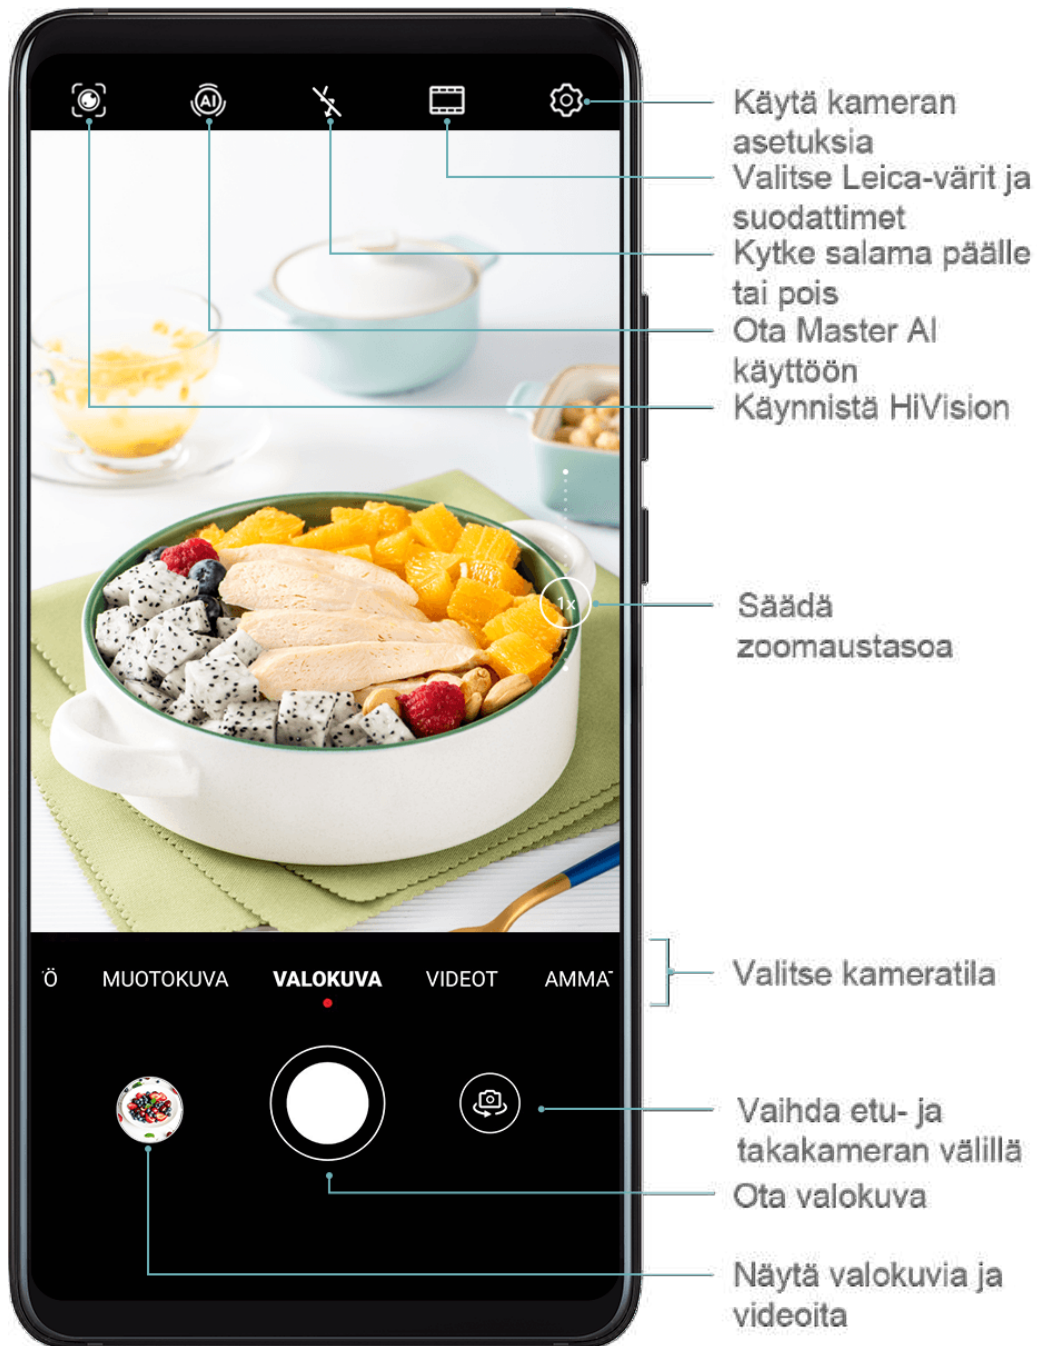 AI
Käytä kameran
asetuksia
Valitse Leica-värit ja
suodattimet
Kytke salama päälle
tai pois
Ota Master AI
käyttöön
Käynnistä HiVision
1x
Säädä
zoomaustasoa
Ö MUOTOKUVA VALOKUVA VIDEOT AMMAT
Valitse kameratila
Vaihda etu- ja
takakameran välillä
Ota valokuva
Näytä valokuvia ja
videoita